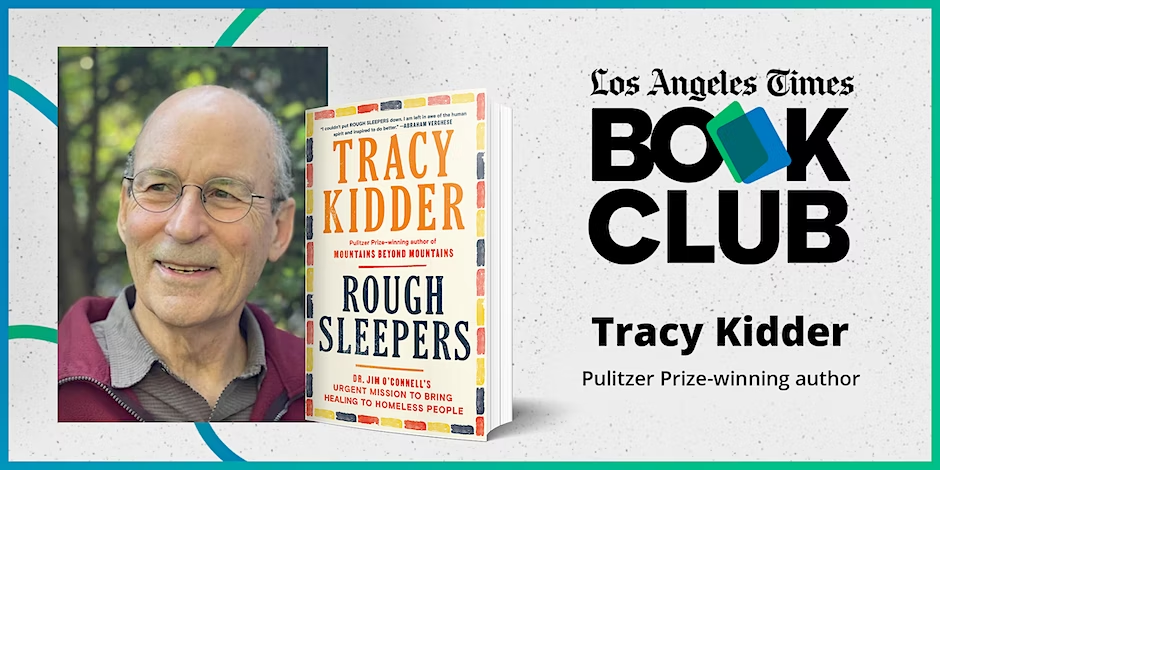 "I couldn't put ROUGH SLEEPERS down. I am left in awe of the human
spirit and inspired to do better." —ABRAHAM VERGHESE
TRACY
KIDDER
Pulitzer Prize-winning author of
MOUNTAINS BEYOND MOUNTAINS
ROUGH
SLEEPERS
DR. JIM O'CONNELL'S
URGENT MISSION TO BRING
HEALING TO HOMELESS PEOPLE
Los Angeles Times
BOOK
CLUB
Tracy Kidder
Pulitzer Prize-winning author